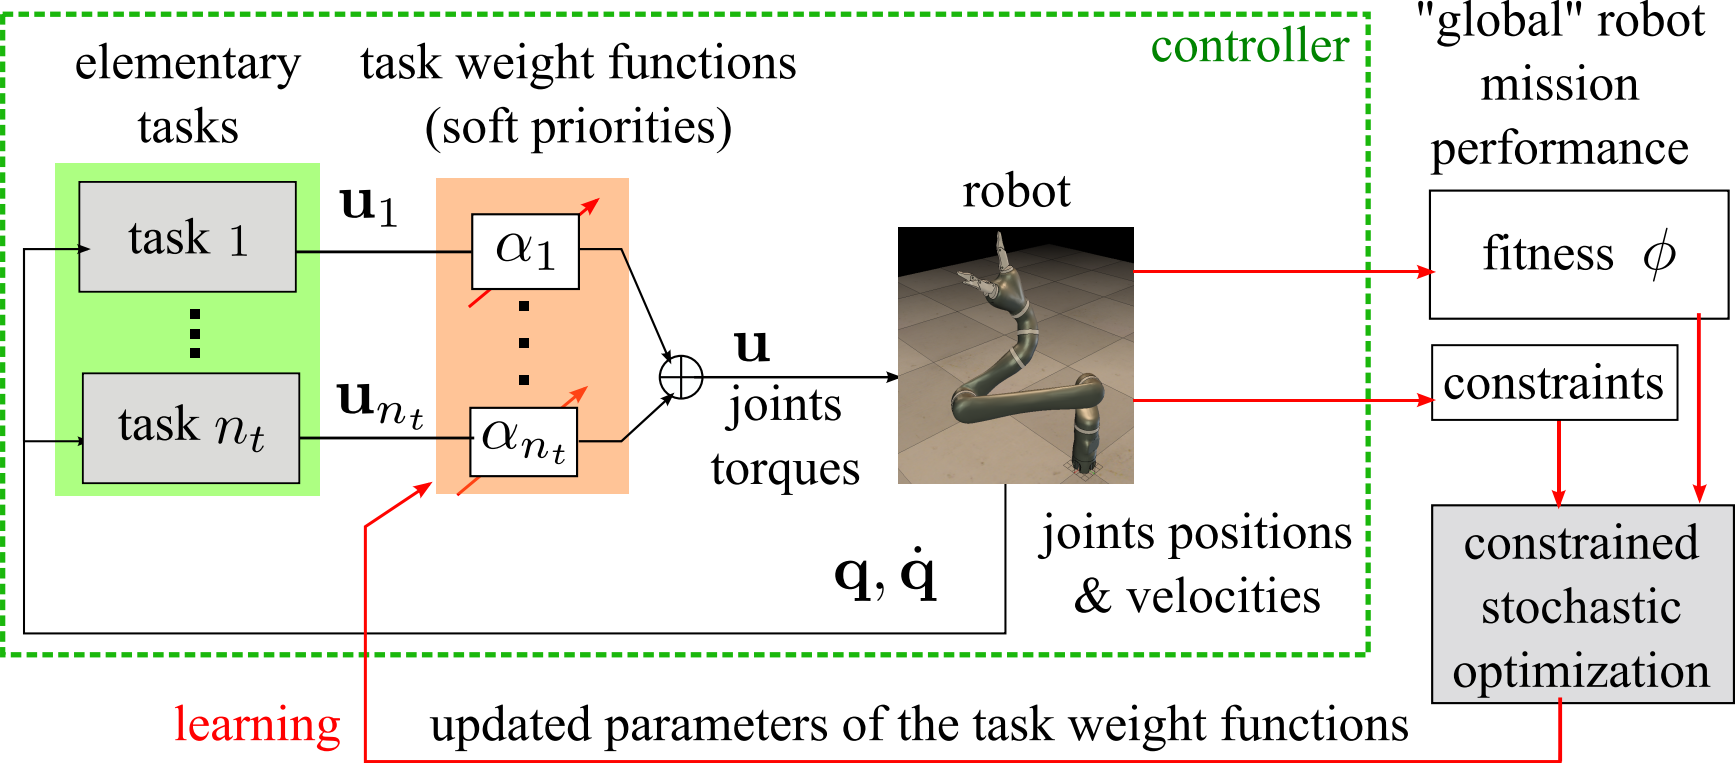 "global" robot
mission
performance
controller
elementary
tasks
task weight functions
(soft priorities)
robot
task 1
u₁
α₁
fitness ϕ
u
joints
torques
constraints
task nₜ
uₙₜ
αₙₜ
joints positions
& velocities
q, q̇
constrained
stochastic
optimization
learning
updated parameters of the task weight functions